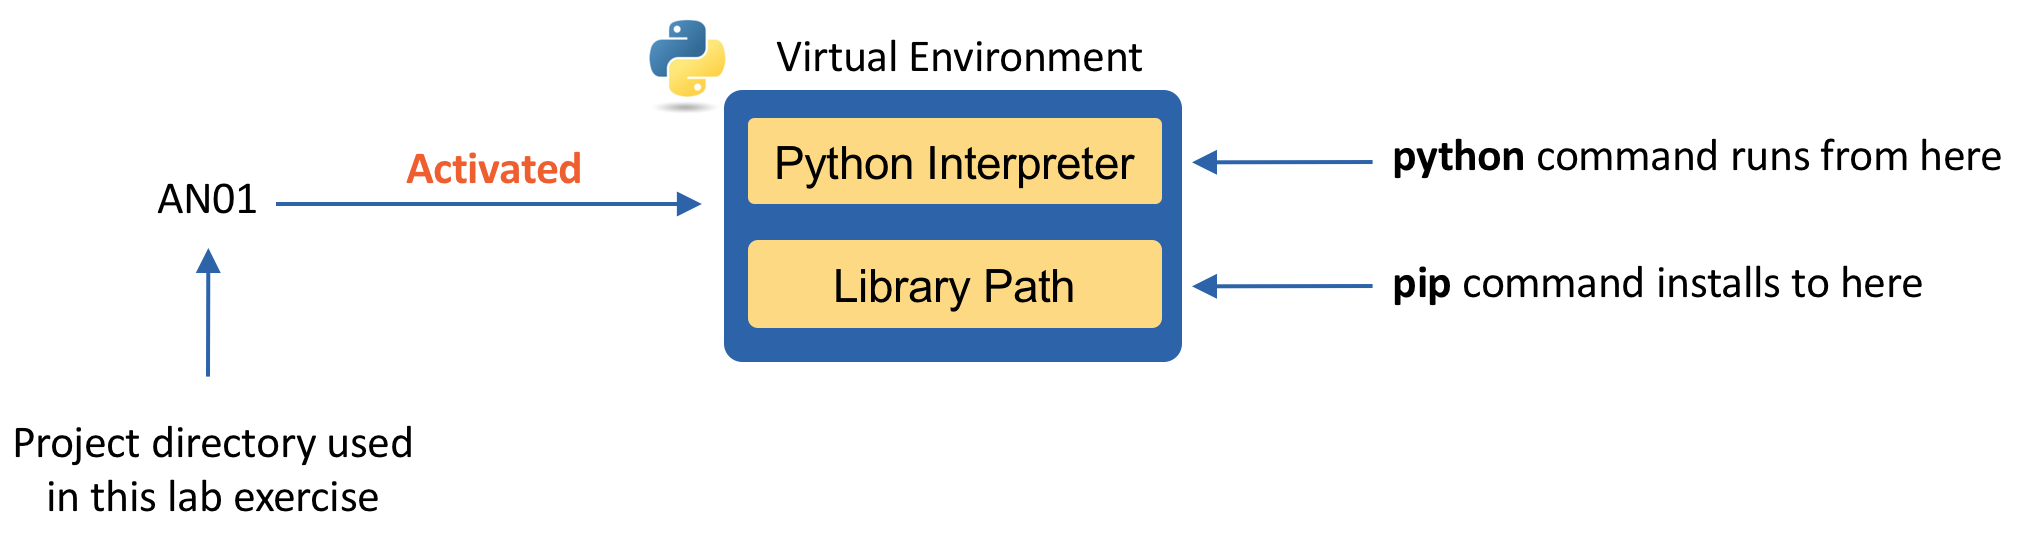 Virtual Environment
Activated
AN01
Python Interpreter
python command runs from here
Library Path
pip command installs to here
Project directory used
in this lab exercise